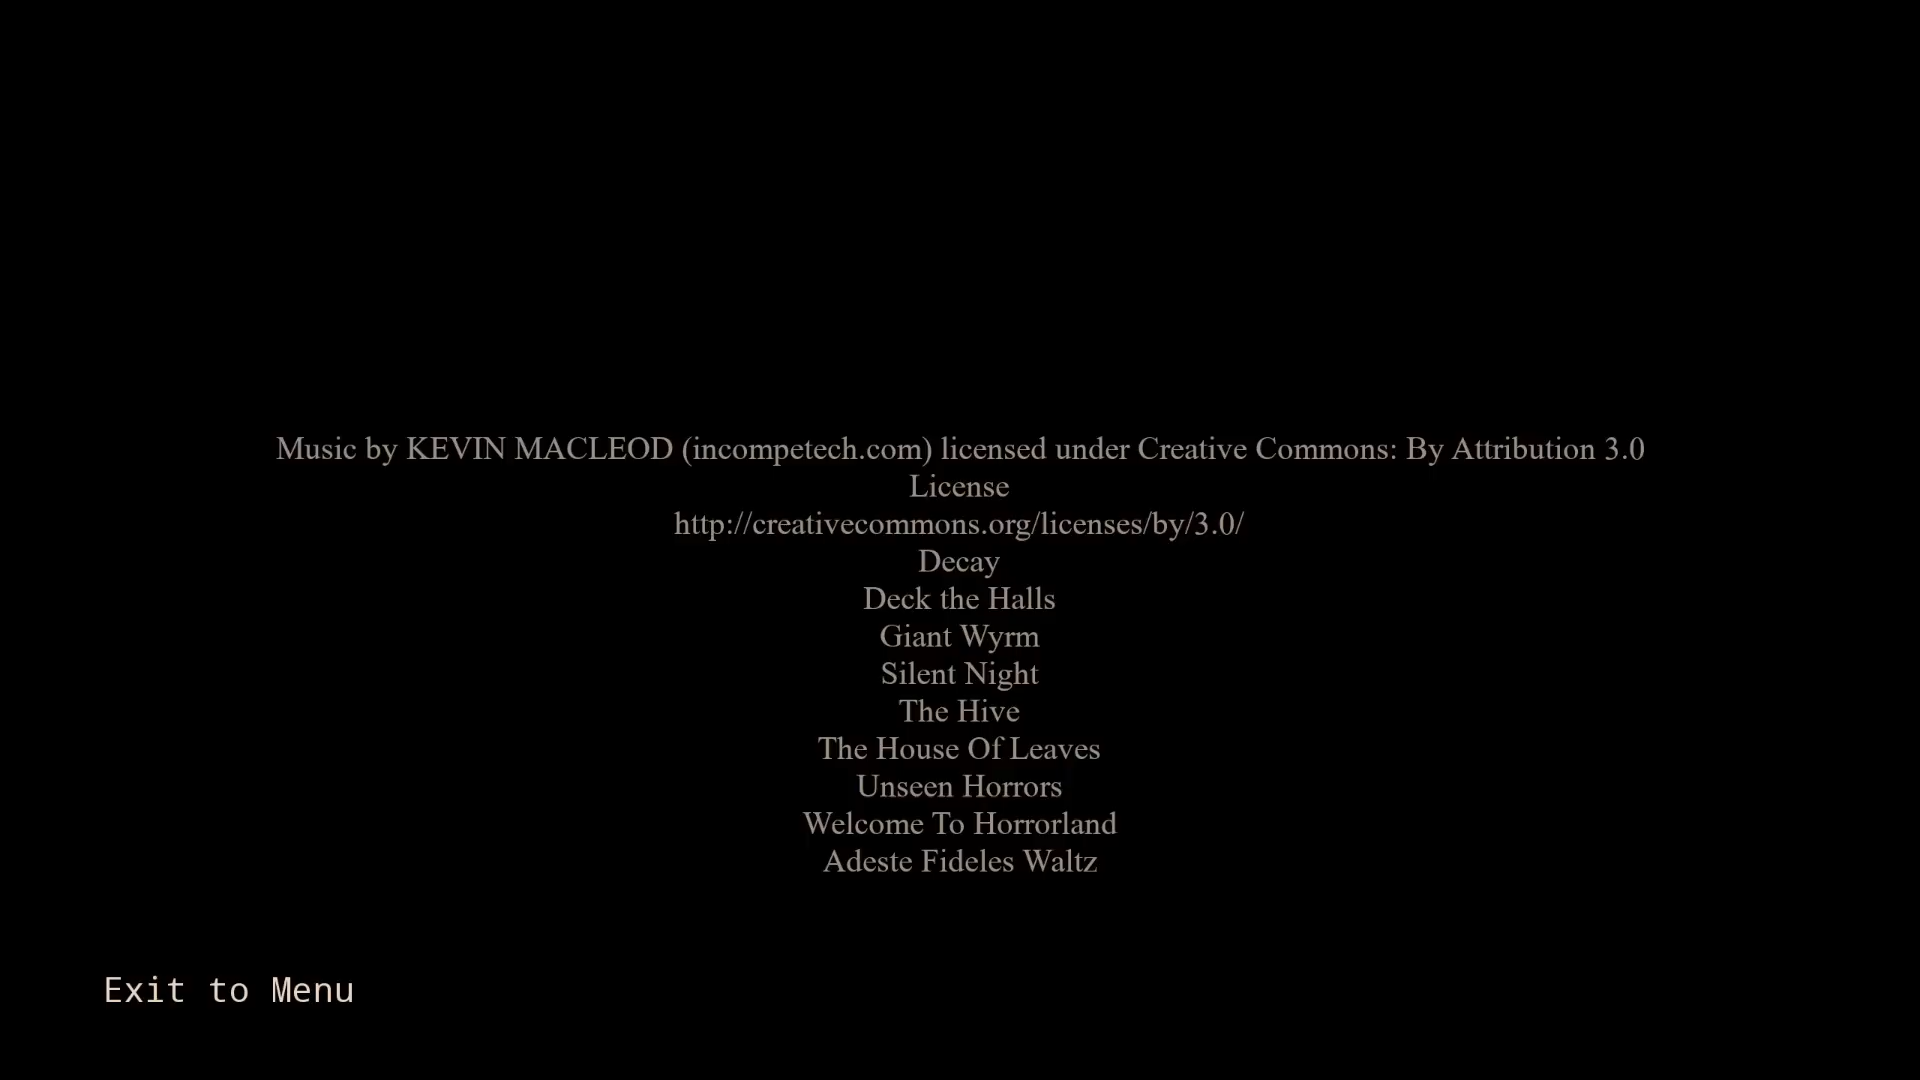 Music by KEVIN MACLEOD (incompetech.com) licensed under Creative Commons: By Attribution 3.0
License
http://creativecommons.org/licenses/by/3.0/
Decay
Deck the Halls
Giant Wyrm
Silent Night
The Hive
The House Of Leaves
Unseen Horrors
Welcome To Horrorland
Adeste Fideles Waltz
Exit to Menu